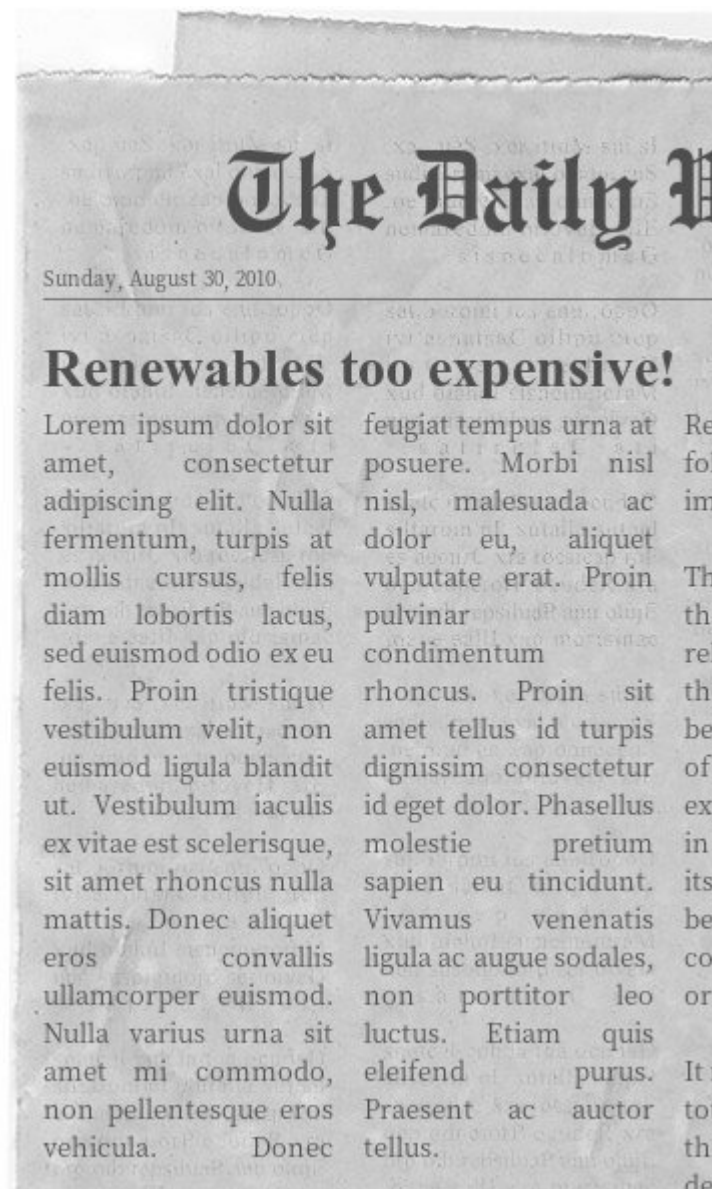 The Daily
Sunday, August 30, 2010
Renewables too expensive!
Lorem ipsum dolor sit
amet, consectetur
adipiscing elit. Nulla
fermentum, turpis at
mollis cursus, felis
diam lobortis lacus,
sed euismod odio ex eu
felis. Proin tristique
vestibulum velit, non
euismod ligula blandit
ut. Vestibulum iaculis
ex vitae est scelerisque,
sit amet rhoncus nulla
mattis. Donec aliquet
eros convallis
ullamcorper euismod.
Nulla varius urna sit
amet mi commodo,
non pellentesque eros
vehicula. Donec
feugiat tempus urna at
posuere. Morbi nisl
nisl, malesuada ac
dolor eu, aliquet
vulputate erat. Proin
pulvinar
condimentum
rhoncus. Proin sit
amet tellus id turpis
dignissim consectetur
id eget dolor. Phasellus
molestie pretium
sapien eu tincidunt.
Vivamus venenatis
ligula ac augue sodales,
non porttitor leo
luctus. Etiam quis
eleifend purus.
Praesent ac auctor
tellus.